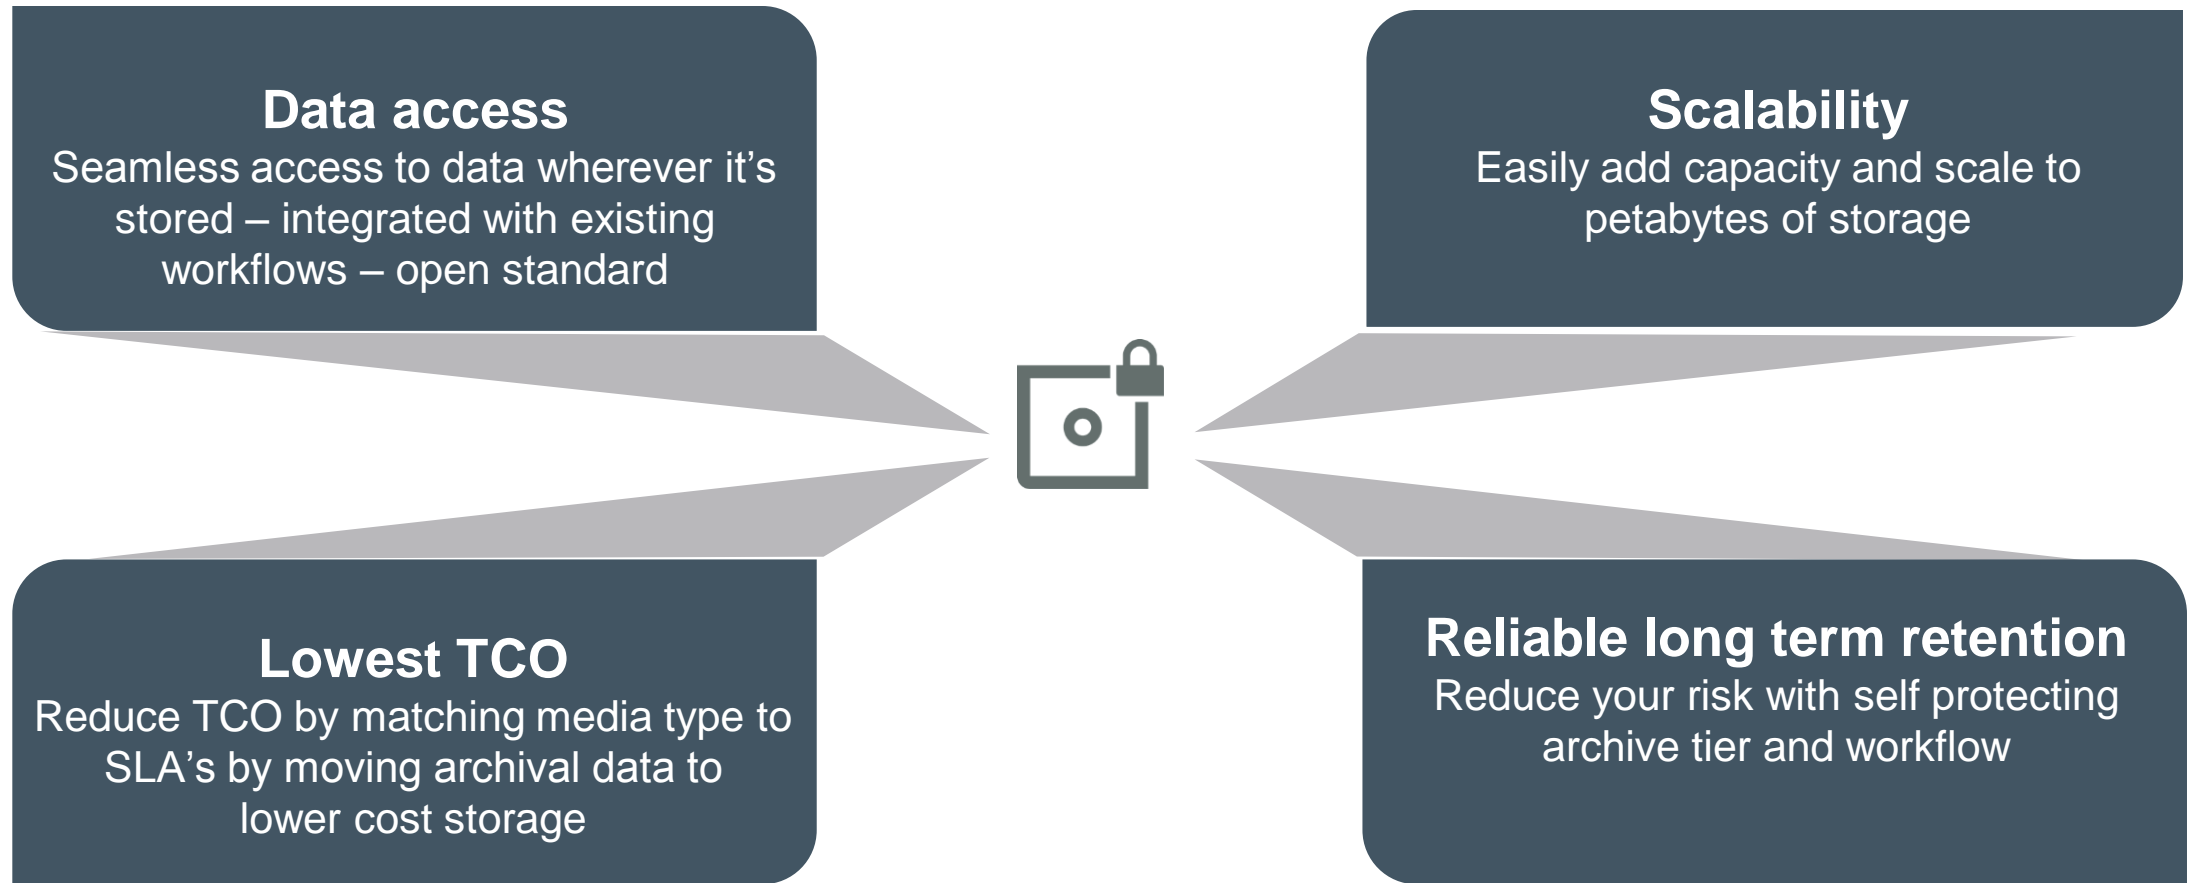 Data access
Seamless access to data wherever it’s
stored – integrated with existing
workflows – open standard
Scalability
Easily add capacity and scale to
petabytes of storage
Lowest TCO
Reduce TCO by matching media type to
SLA’s by moving archival data to
lower cost storage
Reliable long term retention
Reduce your risk with self protecting
archive tier and workflow